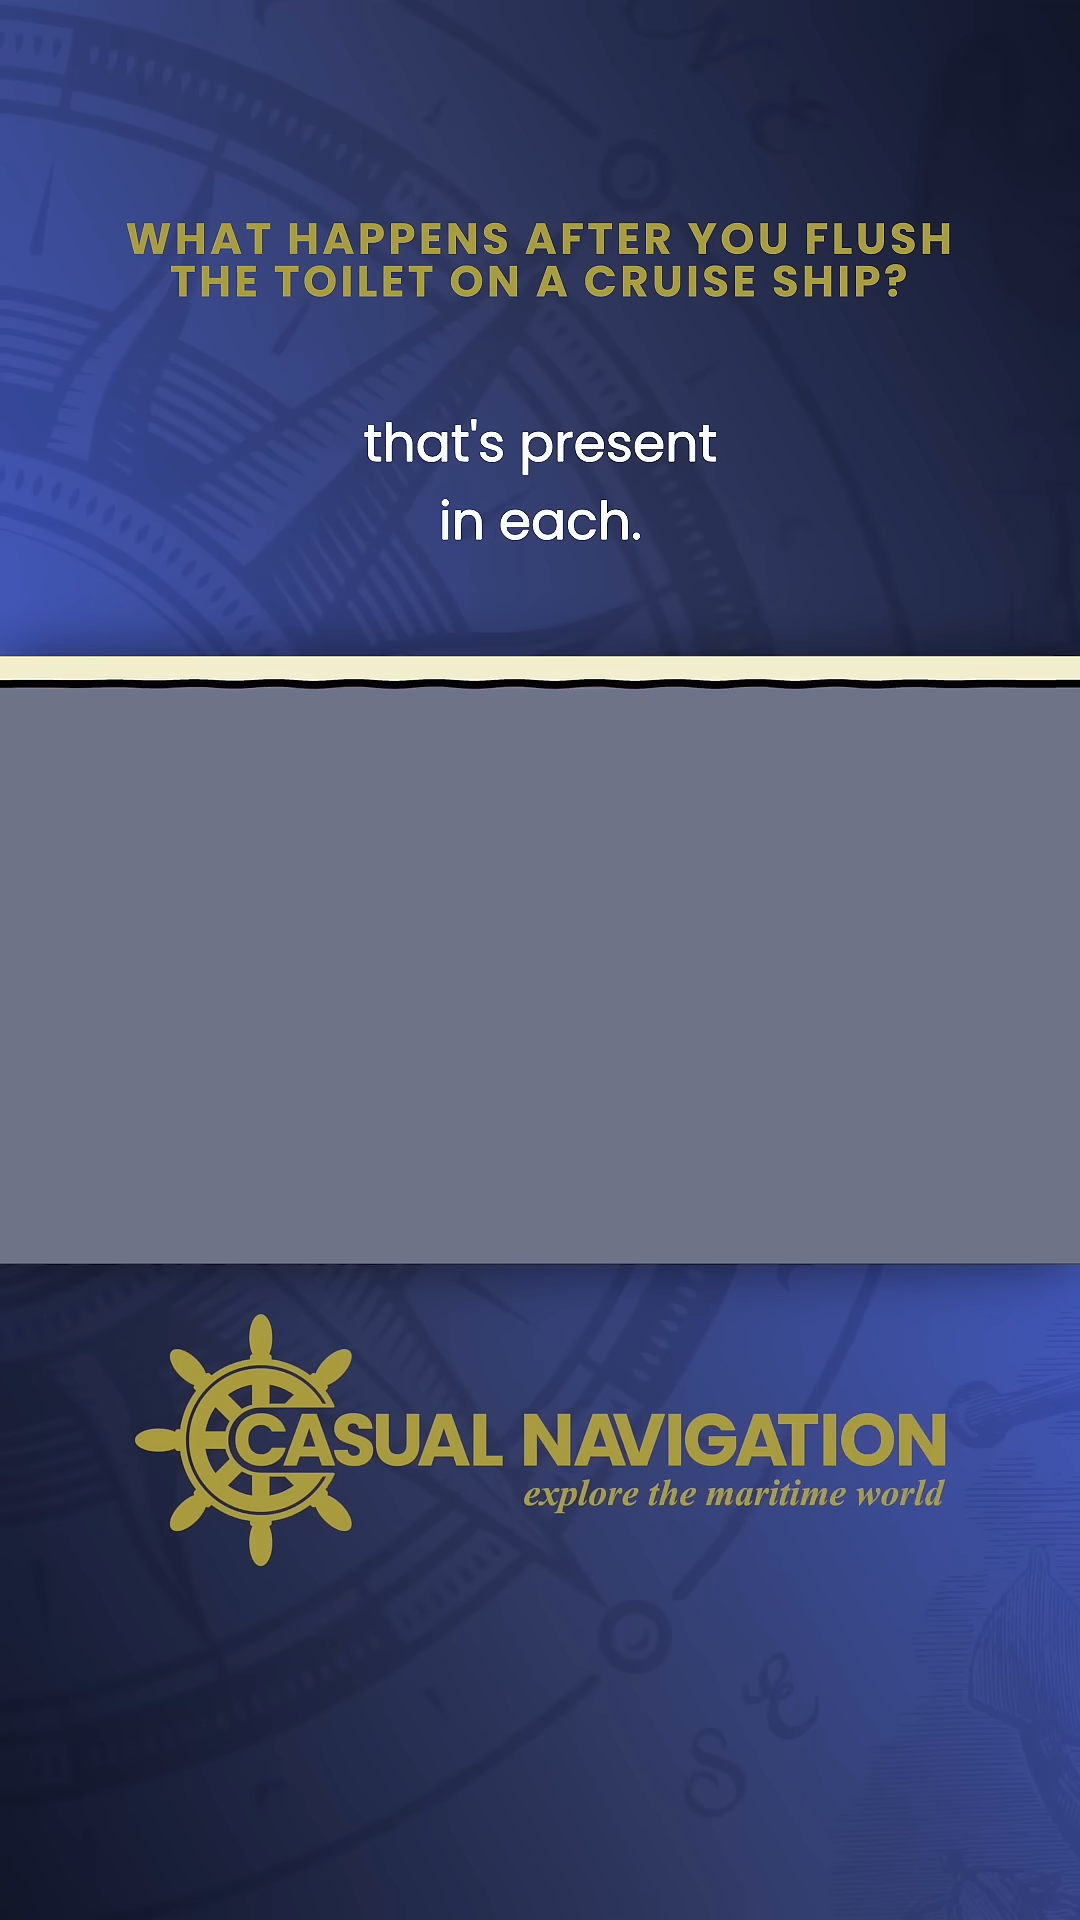 WHAT HAPPENS AFTER YOU FLUSH
THE TOILET ON A CRUISE SHIP?
that's present
in each.
CASUAL NAVIGATION
explore the maritime world
N
E
S
E